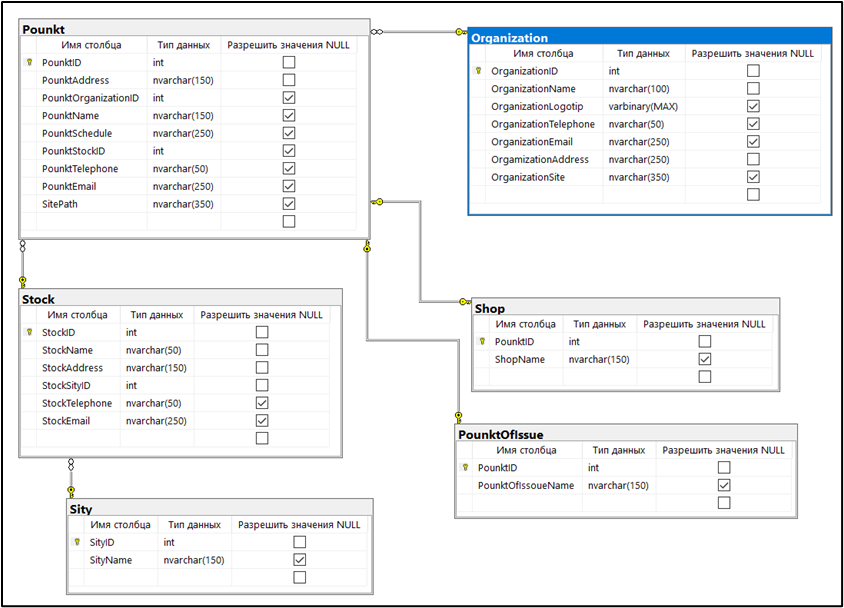 Pounkt
Имя столбца Тип данных Разрешить значения NULL
PounktID int
PounktAddress nvarchar(150)
PounktOrganizationID int
PounktName nvarchar(150)
PounktSchedule nvarchar(250)
PounktStockID int
PounktTelephone nvarchar(50)
PounktEmail nvarchar(250)
SitePath nvarchar(350)
Organization
Имя столбца Тип данных Разрешить значения NULL
OrganizationID int
OrganizationName nvarchar(100)
OrganizationLogotip varbinary(MAX)
OrganizationTelephone nvarchar(50)
OrganizationEmail nvarchar(250)
OrgamizationAddress nvarchar(250)
OrganizationSite nvarchar(350)
Stock
Имя столбца Тип данных Разрешить значения NULL
StockID int
StockName nvarchar(50)
StockAddress nvarchar(150)
StockSityID int
StockTelephone nvarchar(50)
StockEmail nvarchar(250)
Shop
Имя столбца Тип данных Разрешить значения NULL
PounktID int
ShopName nvarchar(150)
PounktOfIssue
Имя столбца Тип данных Разрешить значения NULL
PounktID int
PounktOfIssoueName nvarchar(150)
Sity
Имя столбца Тип данных Разрешить значения NULL
SityID int
SityName nvarchar(150)